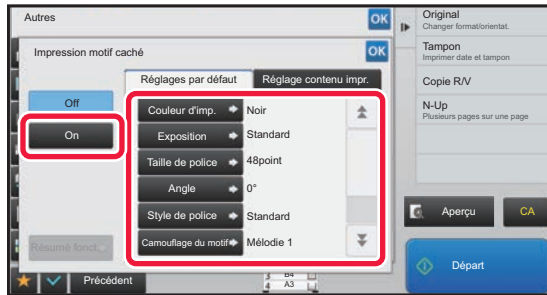 Autres
OK
Impression motif caché
OK
Réglages par défaut
Réglage contenu impr.
Off
On
Couleur d'imp.
Noir
Exposition
Standard
Taille de police
48point
Angle
0°
Style de police
Standard
Camouflage du motif
Mélodie 1
Résumé fonct.
Précédent
3 B4
4 A3
Original
Changer format/orientat.
Tampon
Imprimer date et tampon
Copie R/V
N-Up
Plusieurs pages sur une page
Aperçu
CA
Départ